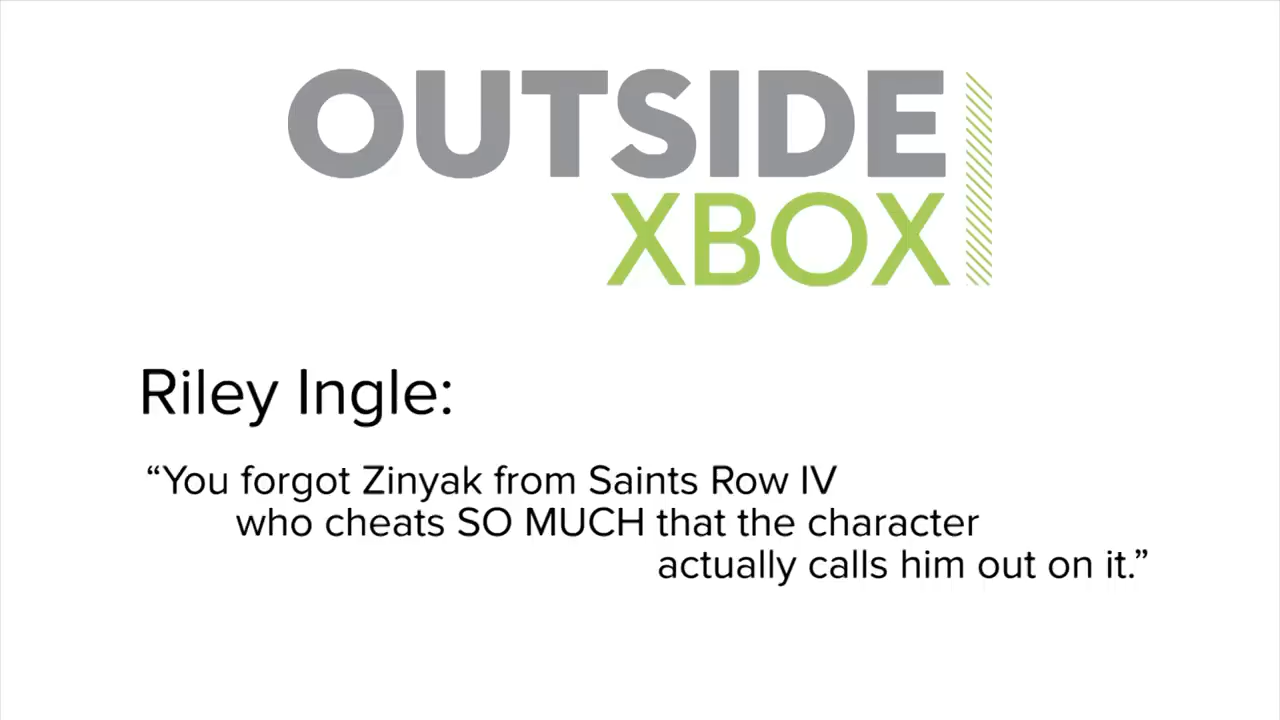 OUTSIDE
XBOX
Riley Ingle:
“You forgot Zinyak from Saints Row IV
who cheats SO MUCH that the character
actually calls him out on it.”